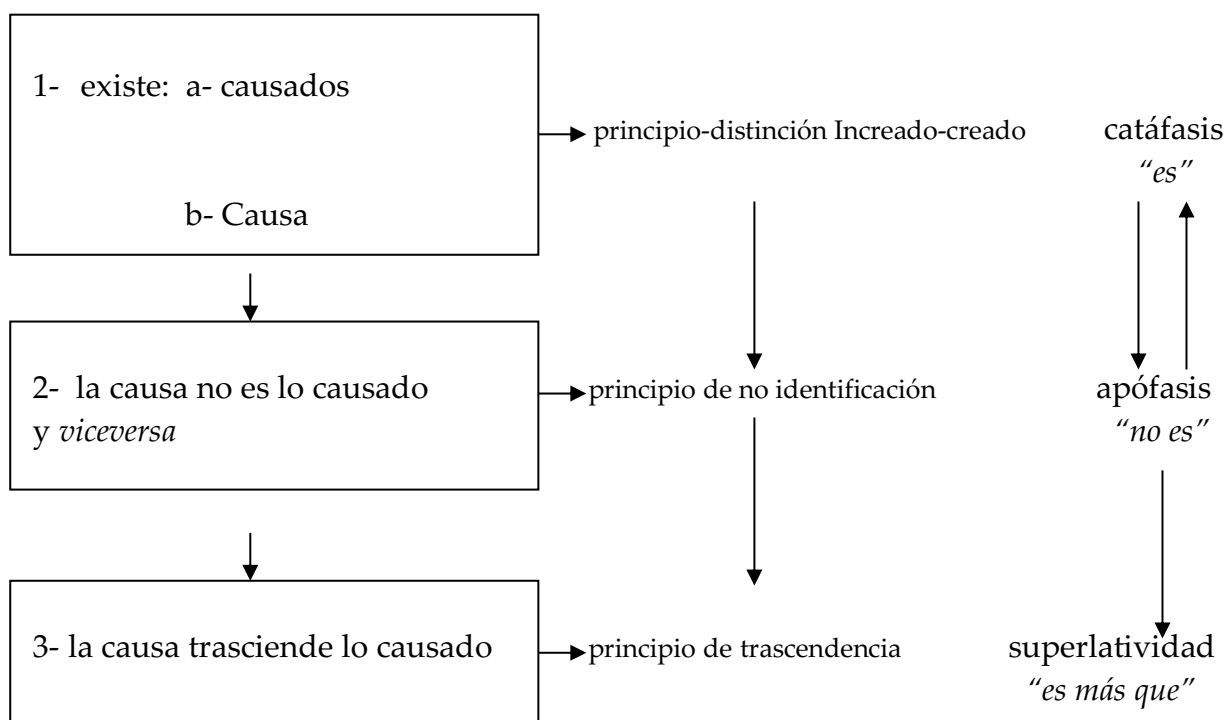 1- existe: a- causados
b- Causa
principio-distinción Increado-creado
catáfasis
“es”
2- la causa no es lo causado
y viceversa
principio de no identificación
apófasis
“no es”
3- la causa trasciende lo causado
principio de trascendencia
superlatividad
“es más que”